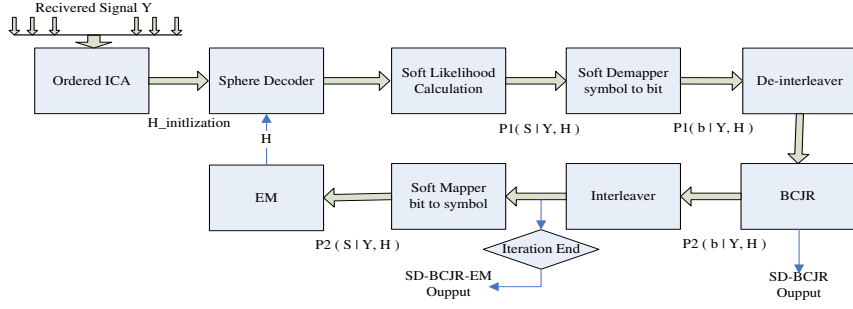 Recivered Signal Y
Ordered ICA
Sphere Decoder
Soft Likelihood
Calculation
Soft Demapper
symbol to bit
De-interleaver
H_initlization
P1( S | Y, H )
P1( b | Y, H )
H
EM
Soft Mapper
bit to symbol
Interleaver
BCJR
P2 ( S | Y, H )
P2 ( b | Y, H )
Iteration End
SD-BCJR-EM
Oupput
SD-BCJR
Oupput